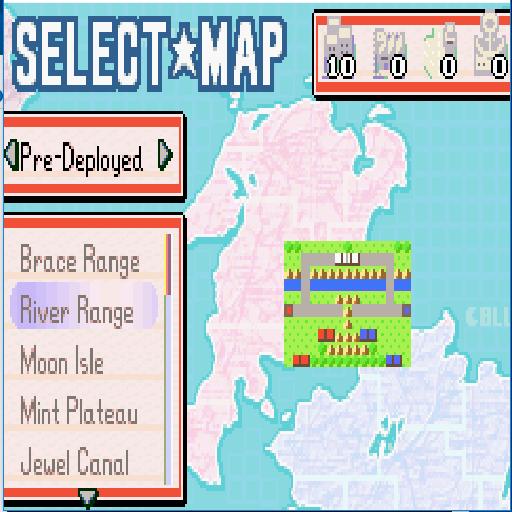 SELECT★MAP
10 0 0 0
Pre-Deployed
Brace Range
River Range
Moon Isle
Mint Plateau
Jewel Canal